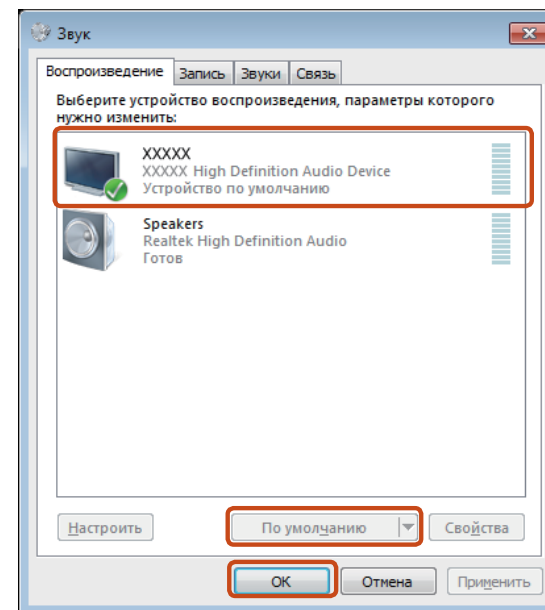 Звук
Воспроизведение Запись Звуки Связь
Выберите устройство воспроизведения, параметры которого
нужно изменить:
XXXXX
XXXXX High Definition Audio Device
Устройство по умолчанию
Speakers
Realtek High Definition Audio
Готов
Настроить По умолчанию Свойства
OK Отмена Применить